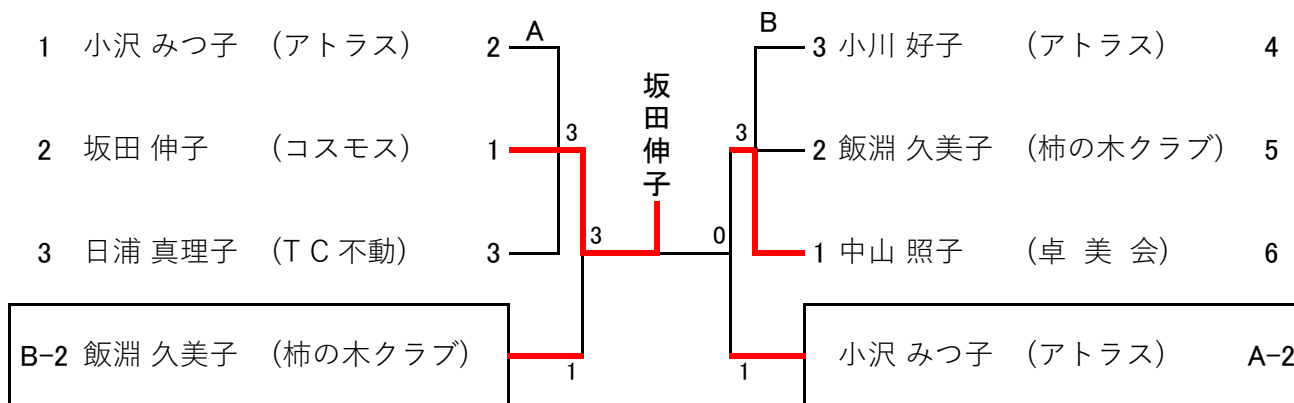 A B
1 小沢 みつ子 (アトラス) 2 3 小川 好子 (アトラス) 4
坂田伸子
3 3
2 坂田 伸子 (コスモス) 1 2 飯淵 久美子 (柿の木クラブ) 5
3 0
3 日浦 真理子 (TC不動) 3 1 中山 照子 (卓 美 会) 6
B-2 飯淵 久美子 (柿の木クラブ) 小沢 みつ子 (アトラス) A-2
1 1